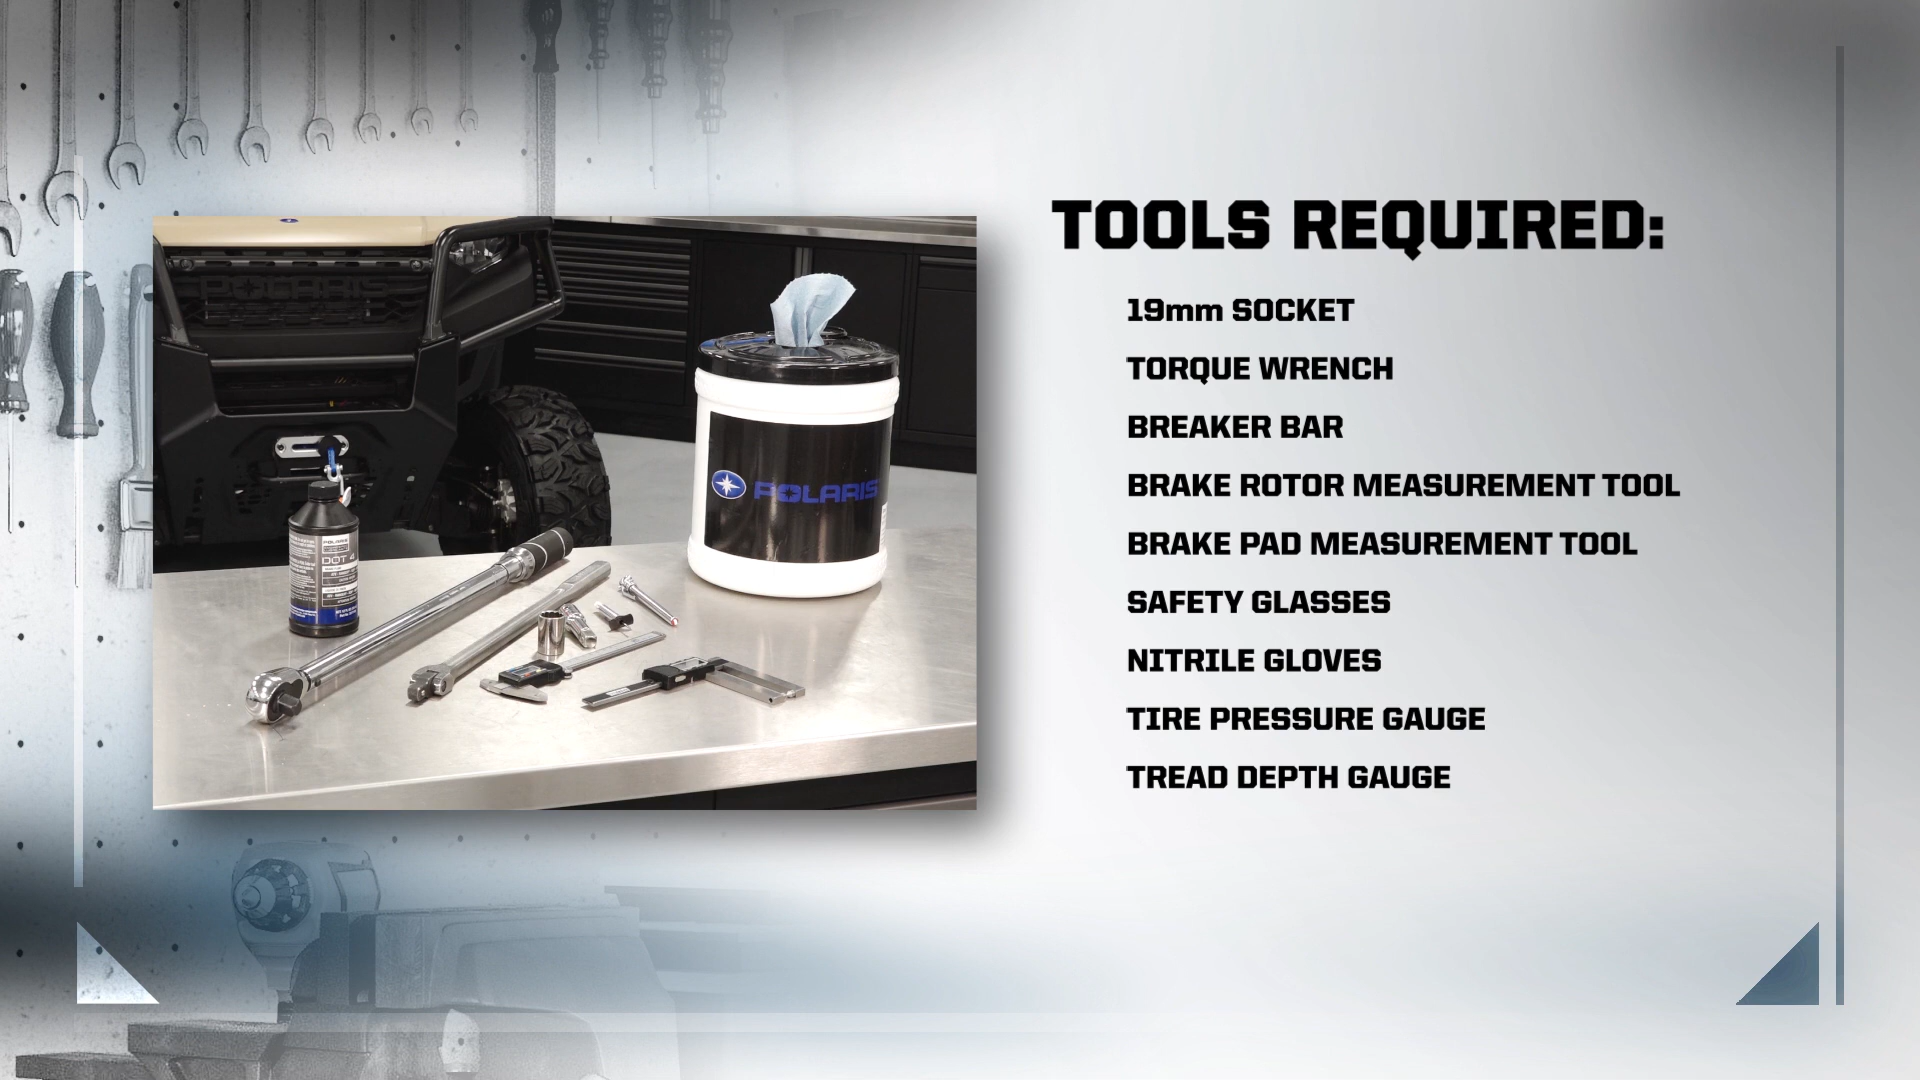 TOOLS REQUIRED:
19mm SOCKET
TORQUE WRENCH
BREAKER BAR
BRAKE ROTOR MEASUREMENT TOOL
BRAKE PAD MEASUREMENT TOOL
SAFETY GLASSES
NITRILE GLOVES
TIRE PRESSURE GAUGE
TREAD DEPTH GAUGE
POLARIS
POLARIS
POLARIS
DOT 4